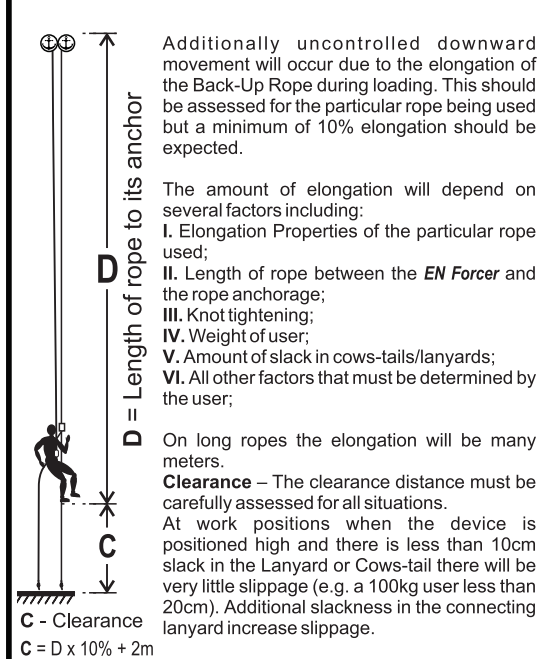 Additionally uncontrolled downward
movement will occur due to the elongation of
the Back-Up Rope during loading. This should
be assessed for the particular rope being used
but a minimum of 10% elongation should be
expected.
The amount of elongation will depend on
several factors including:
I. Elongation Properties of the particular rope
used;
II. Length of rope between the EN Forcer and
the rope anchorage;
III. Knot tightening;
IV. Weight of user;
V. Amount of slack in cows-tails/lanyards;
VI. All other factors that must be determined by
the user;
On long ropes the elongation will be many
meters.
Clearance – The clearance distance must be
carefully assessed for all situations.
At work positions when the device is
positioned high and there is less than 10cm
slack in the Lanyard or Cows-tail there will be
very little slippage (e.g. a 100kg user less than
20cm). Additional slackness in the connecting
lanyard increase slippage.
D
D = Length of rope to its anchor
C
C - Clearance
C = D x 10% + 2m